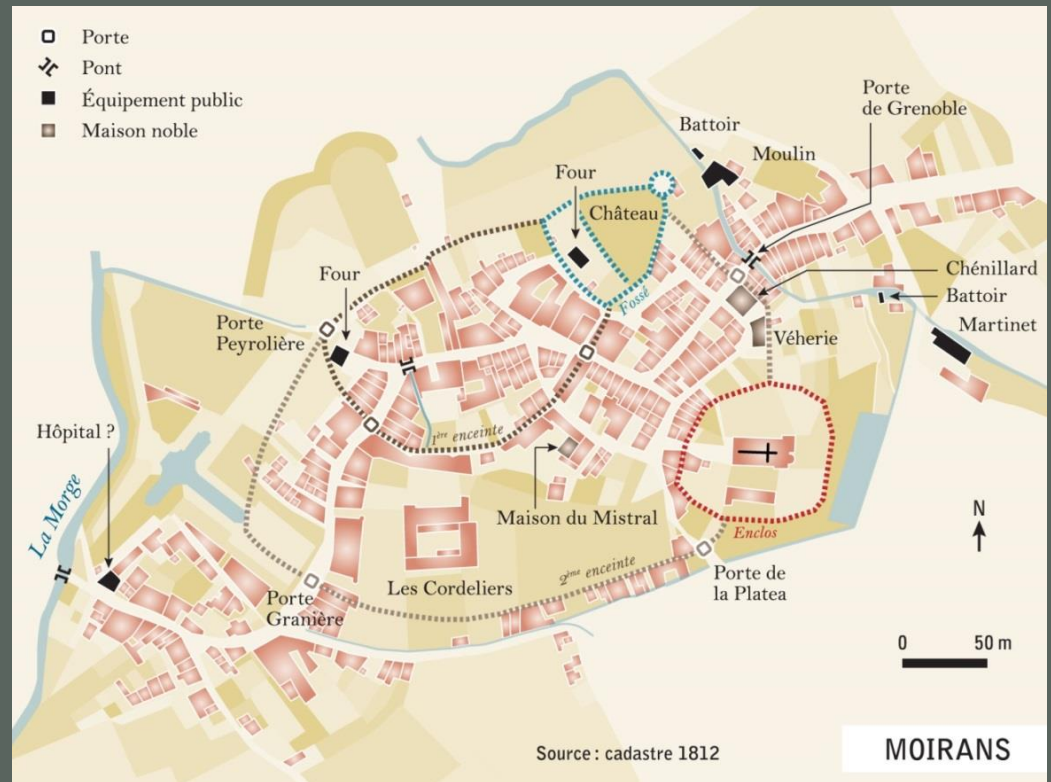 Porte
Pont
Équipement public
Maison noble
Porte
de Grenoble
Battoir
Moulin
Four
Château
Chénillard
Battoir
Fossé
Martinet
Four
Porte
Peyrolière
Véherie
1ère enceinte
Hôpital ?
La Morge
Maison du Mistral
Enclos
N
2ème enceinte
Les Cordeliers
Porte de
la Platea
Porte
Granière
0 50 m
Source : cadastre 1812
MOIRANS